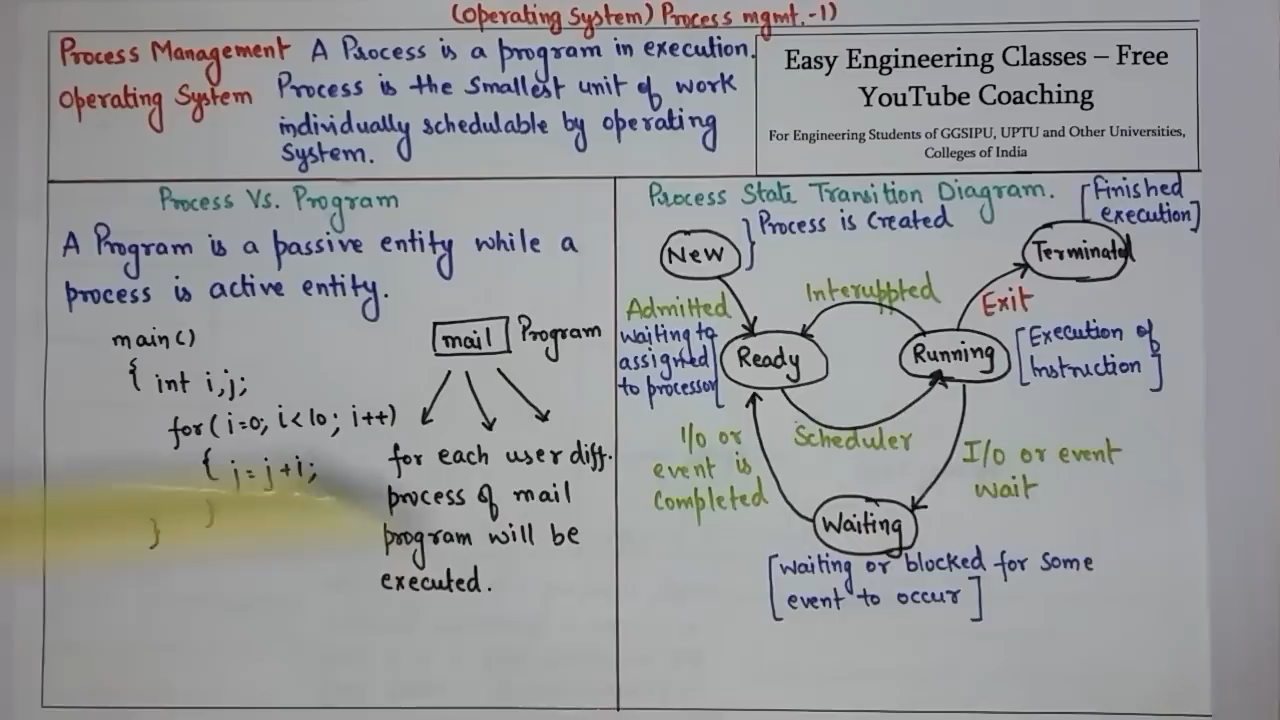 (Operating System) Process mgmt.-1)
Process Management
Operating System
A Process is a program in execution.
Process is the smallest unit of work
individually schedulable by operating
System.
Easy Engineering Classes – Free
YouTube Coaching
For Engineering Students of GGSIPU, UPTU and Other Universities,
Colleges of India
Process Vs. Program
A Program is a passive entity while a
process is active entity.
main()
{ int i,j;
for(i=0; i<10; i++)
{ j=j+i;
}
}
mail
Program
for each user diff.
process of mail
program will be
executed.
Process State Transition Diagram.
[Finished
execution]
New
} Process is Created
Terminated
Admitted
Interuppted
Exit
waiting to
assigned
to processor
Ready
Running
[Execution of
Instruction]
Scheduler
I/o or
event is
completed
I/o or event
wait
Waiting
[waiting or blocked for some
event to occur]